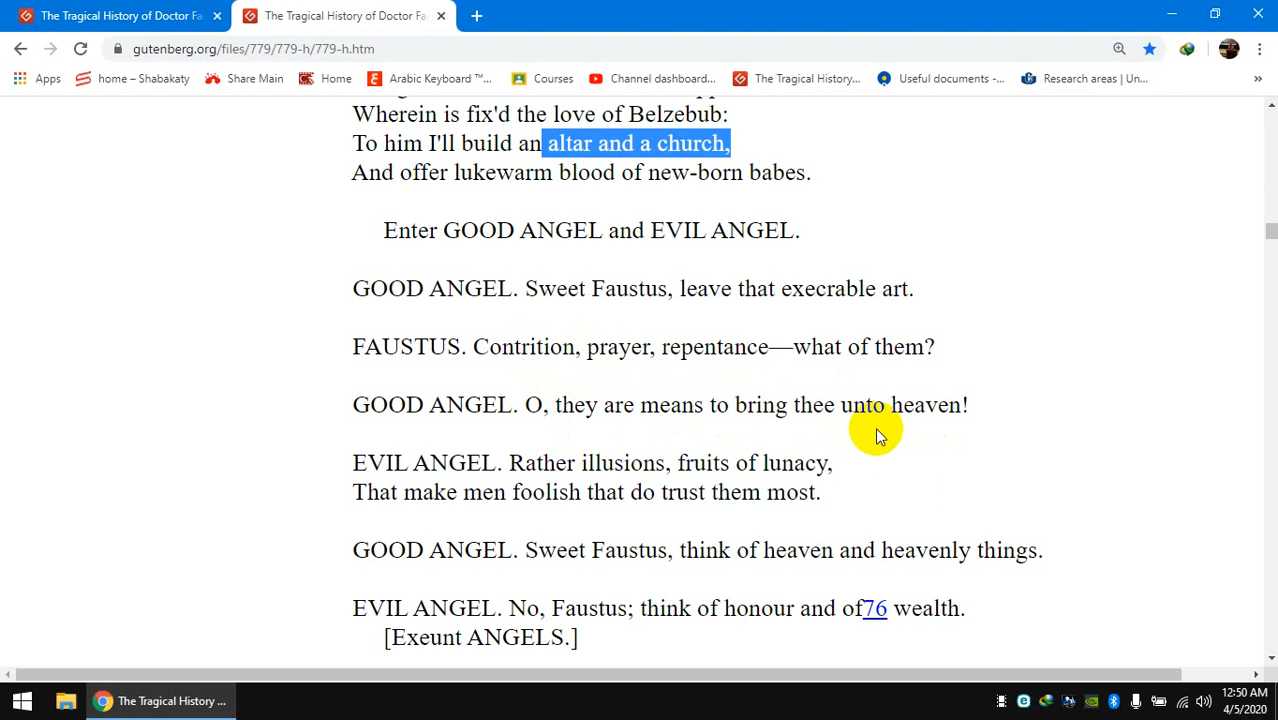 The Tragical History of Doctor Fa
The Tragical History of Doctor Fa
gutenberg.org/files/779/779-h/779-h.htm
Apps
home – Shabakaty
Share Main
Home
Arabic Keyboard ™...
Courses
Channel dashboard...
The Tragical History...
Useful documents -...
Research areas | Un...
»
Wherein is fix'd the love of Belzebub:
To him I'll build an altar and a church,
And offer lukewarm blood of new-born babes.
Enter GOOD ANGEL and EVIL ANGEL.
GOOD ANGEL. Sweet Faustus, leave that execrable art.
FAUSTUS. Contrition, prayer, repentance—what of them?
GOOD ANGEL. O, they are means to bring thee unto heaven!
EVIL ANGEL. Rather illusions, fruits of lunacy,
That make men foolish that do trust them most.
GOOD ANGEL. Sweet Faustus, think of heaven and heavenly things.
EVIL ANGEL. No, Faustus; think of honour and of76 wealth.
[Exeunt ANGELS.]
The Tragical History ...
12:50 AM
4/5/2020